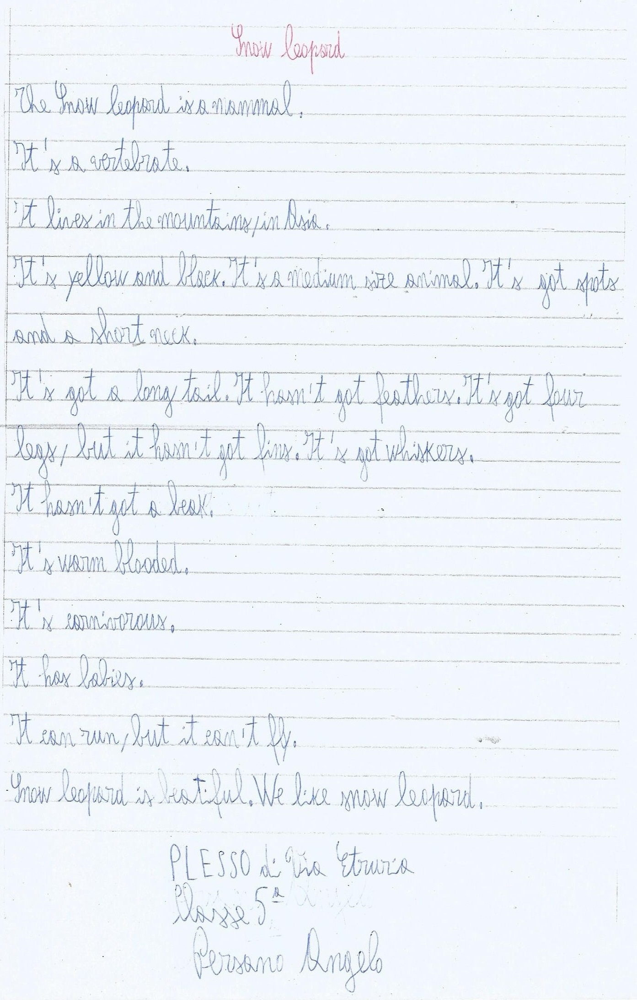 Snow leopard
The Snow leopard is a mammal.
It's a vertebrate.
It lives in the mountains, in Asia.
It's yellow and black. It's a medium size animal. It's got spots
and a short neck.
It's got a long tail. It hasn't got feathers. It's got four
legs, but it hasn't got fins. It's got whiskers.
It hasn't got a beak.
It's warm blooded.
It's carnivorous.
It has babies.
It can run, but it can't fly.
Snow leopard is beatiful. We like snow leopard.
PLESSO di Via Etruria
Classe 5ª
Persano Angelo